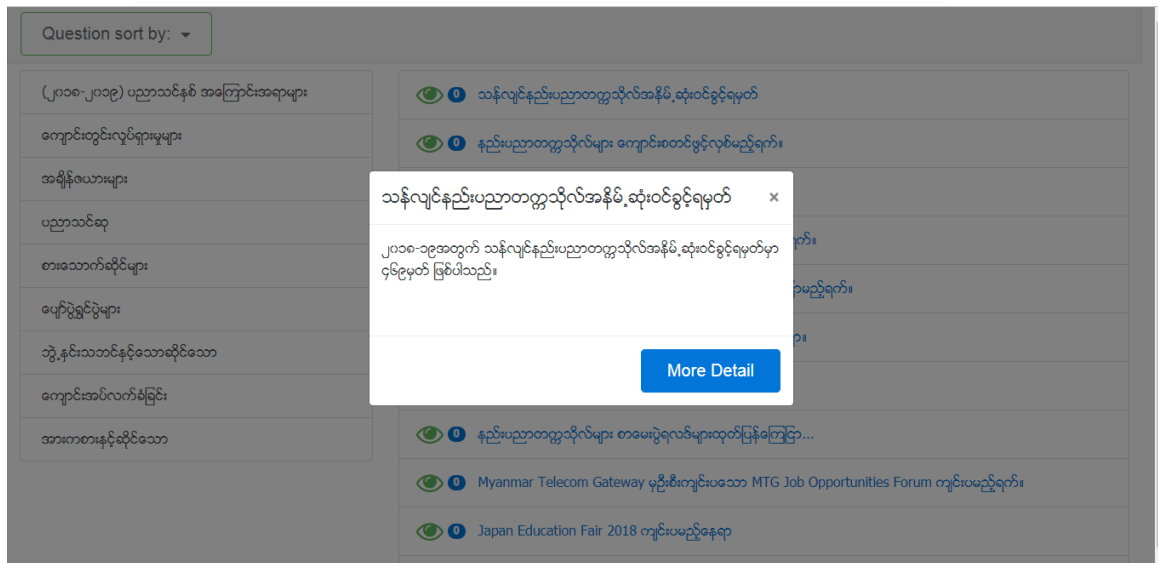 Question sort by:
(၂၀၁၈-၂၀၁၉) ပညာသင်နှစ် အကြောင်းအရာများ
ကျောင်းတွင်းလှုပ်ရှားမှုများ
အချိန်ဇယားများ
ပညာသင်ဆု
စားသောက်ဆိုင်များ
ပျော်ပွဲရွှင်ပွဲများ
ဘွဲ့နှင်းသဘင်နှင့်သောဆိုင်သော
ကျောင်းအပ်လက်ခံခြင်း
အားကစားနှင့်ဆိုင်သော
0 သန်လျင်နည်းပညာတက္ကသိုလ်အနိမ့်ဆုံးဝင်ခွင့်ရမှတ်
0 နည်းပညာတက္ကသိုလ်များ ကျောင်းစတင်ဖွင့်လှစ်မည့်ရက်။
သန်လျင်နည်းပညာတက္ကသိုလ်အနိမ့်ဆုံးဝင်ခွင့်ရမှတ် ×
၂၀၁၈-၁၉အတွက် သန်လျင်နည်းပညာတက္ကသိုလ်အနိမ့်ဆုံးဝင်ခွင့်ရမှတ်မှာ
၄၆၉မှတ် ဖြစ်ပါသည်။
More Detail
0 နည်းပညာတက္ကသိုလ်များ စာမေးပွဲရလဒ်များထုတ်ပြန်ကြေငြာ...
0 Myanmar Telecom Gateway မှဦးစီးကျင်းပသော MTG Job Opportunities Forum ကျင်းပမည့်ရက်။
0 Japan Education Fair 2018 ကျင်းပမည့်နေရာ